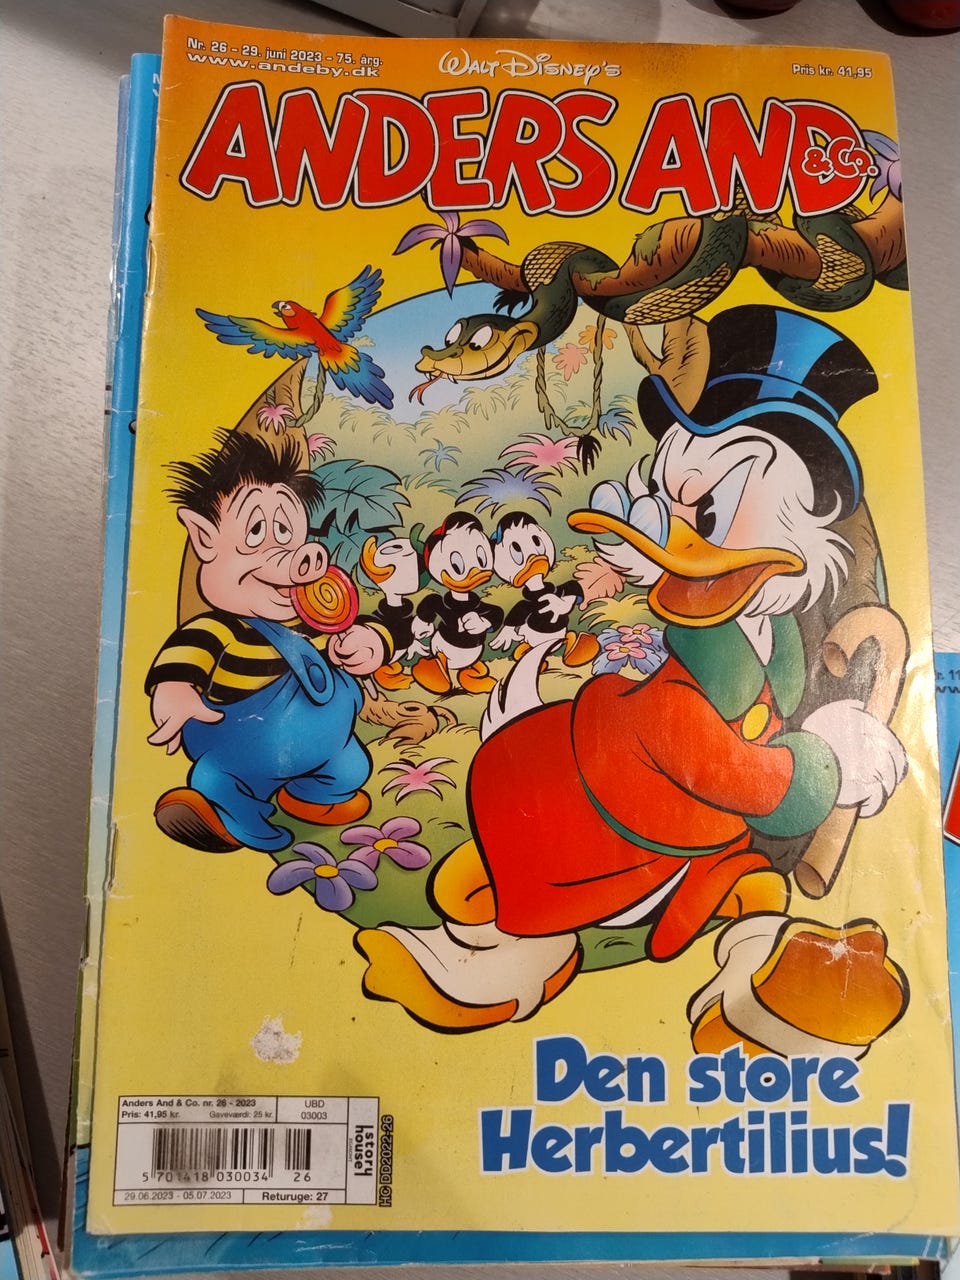 Nr. 26 - 29. juni 2023 - 75. årg.
www.andeby.dk
WALT DISNEY'S
Pris kr. 41,95
ANDERS AND
& Co.
Den store
Herbertilius!
Anders And & Co. nr. 26 - 2023
Pris: 41,95 kr. Gaveværdi: 25 kr.
UBD
03003
story
house
egmont
HC DD2022-26
5 701418 030034 26
29.06.2023 - 05.07.2023
Returuge: 27
r. 11